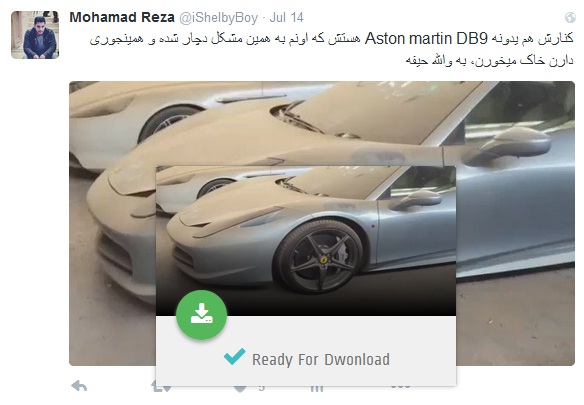 Mohamad Reza @iShelbyBoy · Jul 14
کنارش هم یدونه Aston martin DB9 هستش که اونم به همین مشکل دچار شده و همینجوری
دارن خاک میخورن، به والله حیفه
Ready For Dwonload